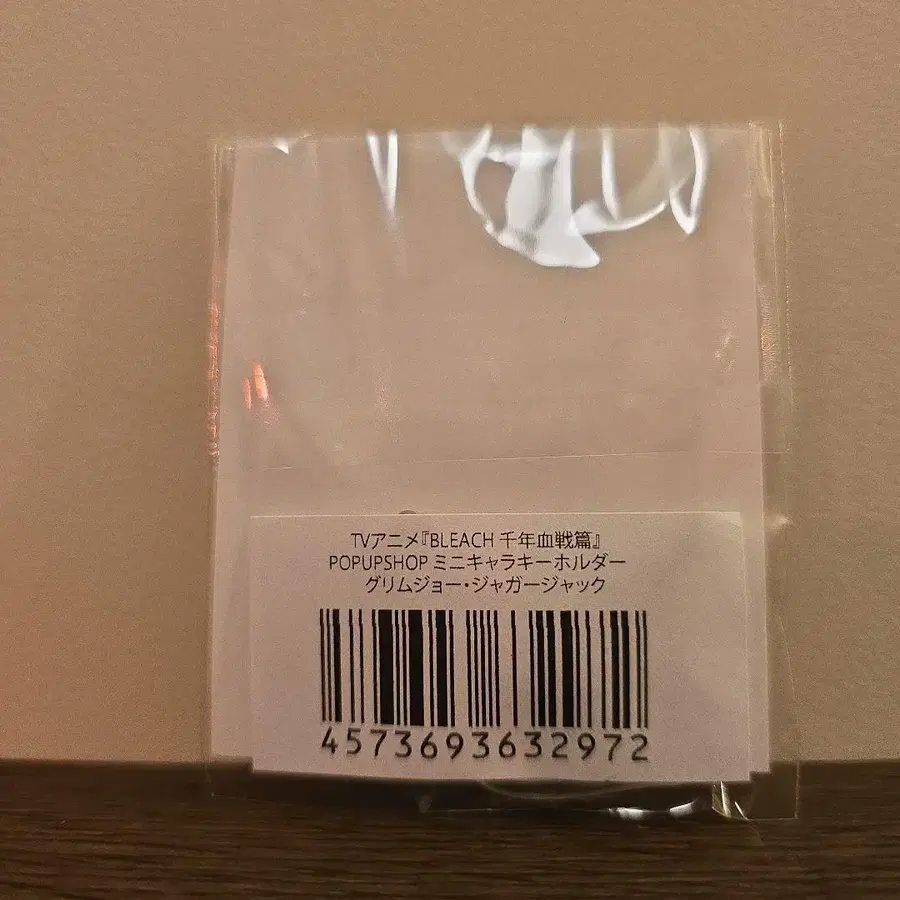 TVアニメ『BLEACH 千年血戦篇』
POPUPSHOP ミニキャラキーホルダー
グリムジョー・ジャガージャック
4573693632972